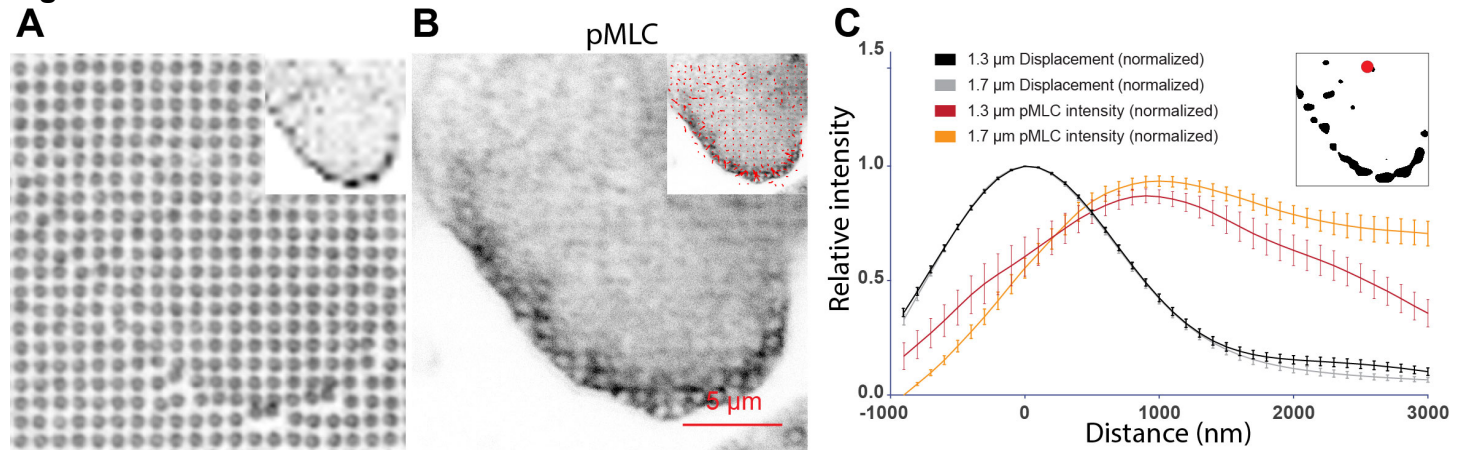 A
B
pMLC
5 µm
C
1.5
1.0
0.5
0.0
Relative intensity
1.3 µm Displacement (normalized)
1.7 µm Displacement (normalized)
1.3 µm pMLC intensity (normalized)
1.7 µm pMLC intensity (normalized)
-1000
0
1000
2000
3000
Distance (nm)